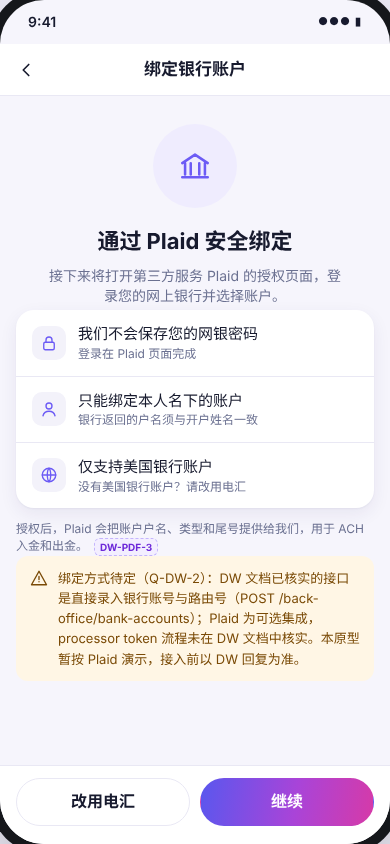 9:41
绑定银行账户
通过 Plaid 安全绑定
接下来将打开第三方服务 Plaid 的授权页面，登
录您的网上银行并选择账户。
我们不会保存您的网银密码
登录在 Plaid 页面完成
只能绑定本人名下的账户
银行返回的户名须与开户姓名一致
仅支持美国银行账户
没有美国银行账户？请改用电汇
授权后，Plaid 会把账户户名、类型和尾号提供给我们，用于 ACH
入金和出金。 DW-PDF-3
绑定方式待定（Q-DW-2）：DW 文档已核实的接口
是直接录入银行账号与路由号（POST /back-
office/bank-accounts）；Plaid 为可选集成，
processor token 流程未在 DW 文档中核实。本原型
暂按 Plaid 演示，接入前以 DW 回复为准。
改用电汇
继续